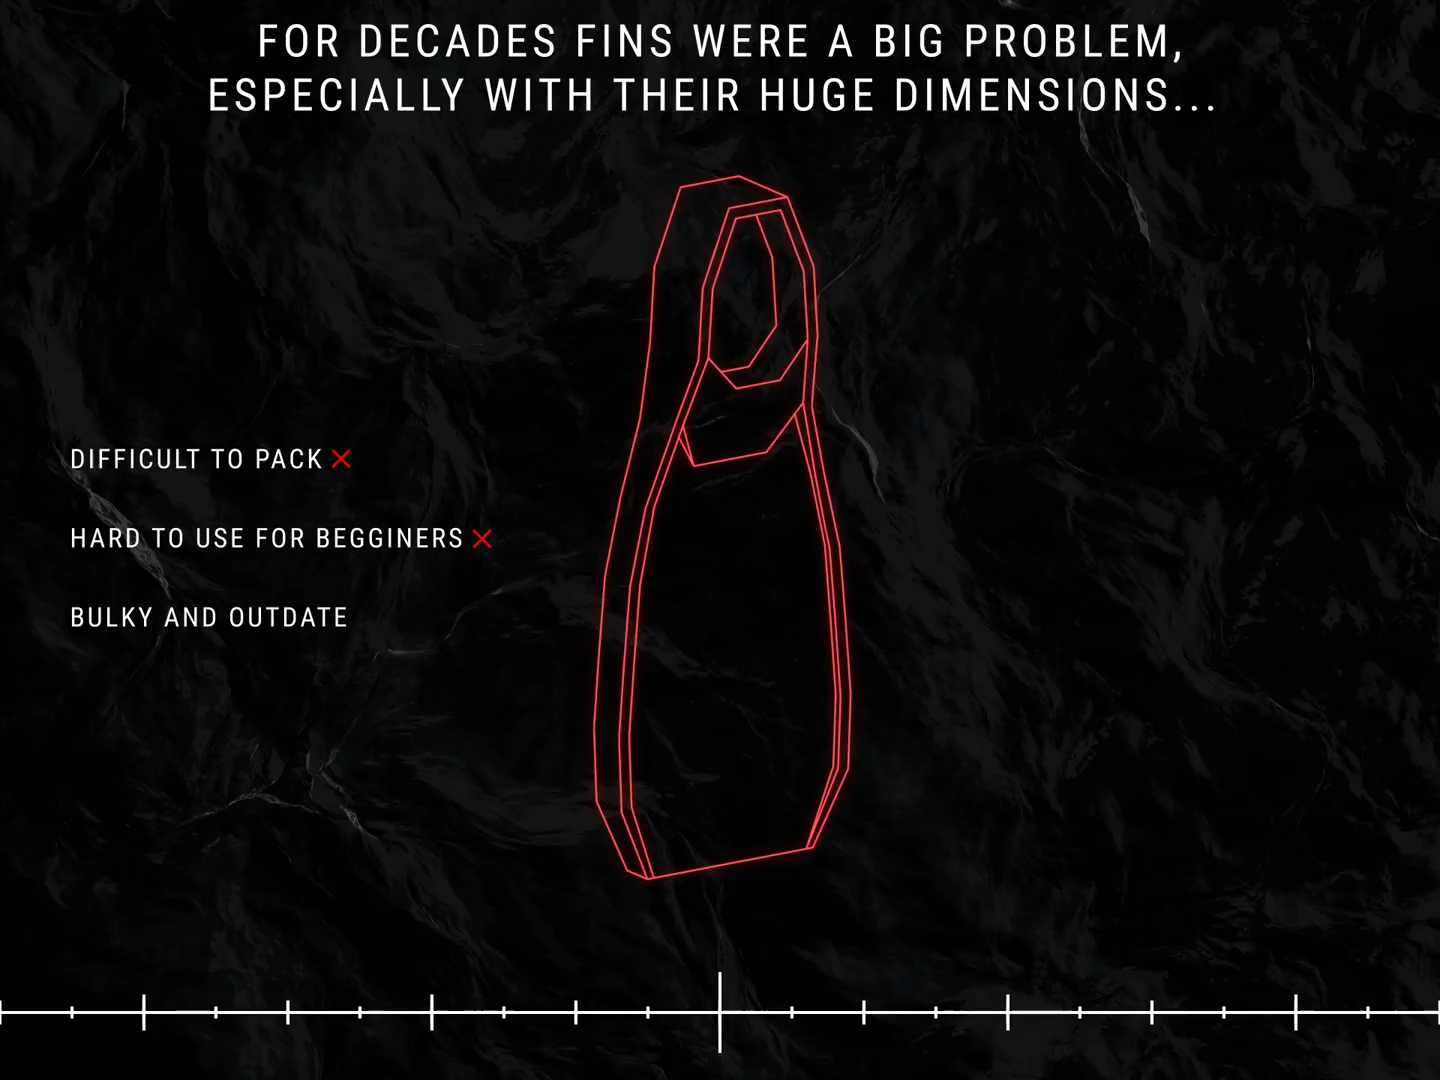 FOR DECADES FINS WERE A BIG PROBLEM,
ESPECIALLY WITH THEIR HUGE DIMENSIONS...
DIFFICULT TO PACK
HARD TO USE FOR BEGGINERS
BULKY AND OUTDATE